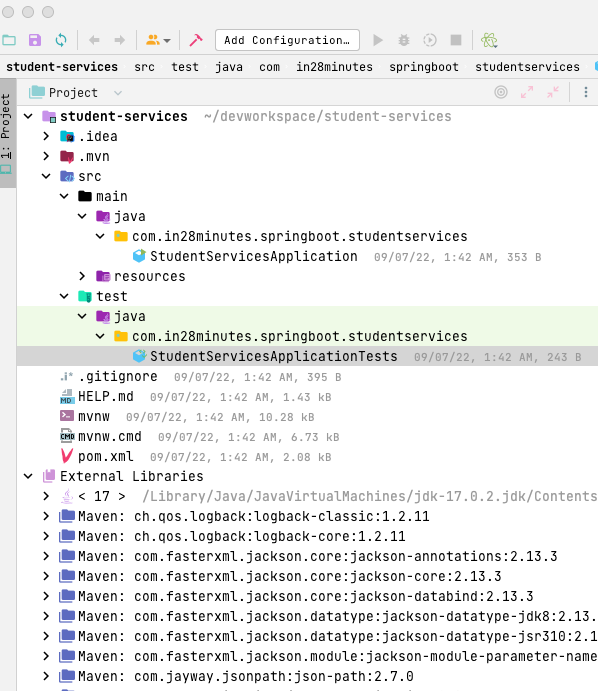 Add Configuration…
student-services src test java com in28minutes springboot studentservices
1: Project
Project
student-services ~/devworkspace/student-services
.idea
.mvn
src
main
java
com.in28minutes.springboot.studentservices
StudentServicesApplication 09/07/22, 1:42 AM, 353 B
resources
test
java
com.in28minutes.springboot.studentservices
StudentServicesApplicationTests 09/07/22, 1:42 AM, 243 B
.gitignore 09/07/22, 1:42 AM, 395 B
HELP.md 09/07/22, 1:42 AM, 1.43 kB
mvnw 09/07/22, 1:42 AM, 10.28 kB
mvnw.cmd 09/07/22, 1:42 AM, 6.73 kB
pom.xml 09/07/22, 1:42 AM, 2.08 kB
External Libraries
< 17 > /Library/Java/JavaVirtualMachines/jdk-17.0.2.jdk/Contents
Maven: ch.qos.logback:logback-classic:1.2.11
Maven: ch.qos.logback:logback-core:1.2.11
Maven: com.fasterxml.jackson.core:jackson-annotations:2.13.3
Maven: com.fasterxml.jackson.core:jackson-core:2.13.3
Maven: com.fasterxml.jackson.core:jackson-databind:2.13.3
Maven: com.fasterxml.jackson.datatype:jackson-datatype-jdk8:2.13.
Maven: com.fasterxml.jackson.datatype:jackson-datatype-jsr310:2.1
Maven: com.fasterxml.jackson.module:jackson-module-parameter-name
Maven: com.jayway.jsonpath:json-path:2.7.0